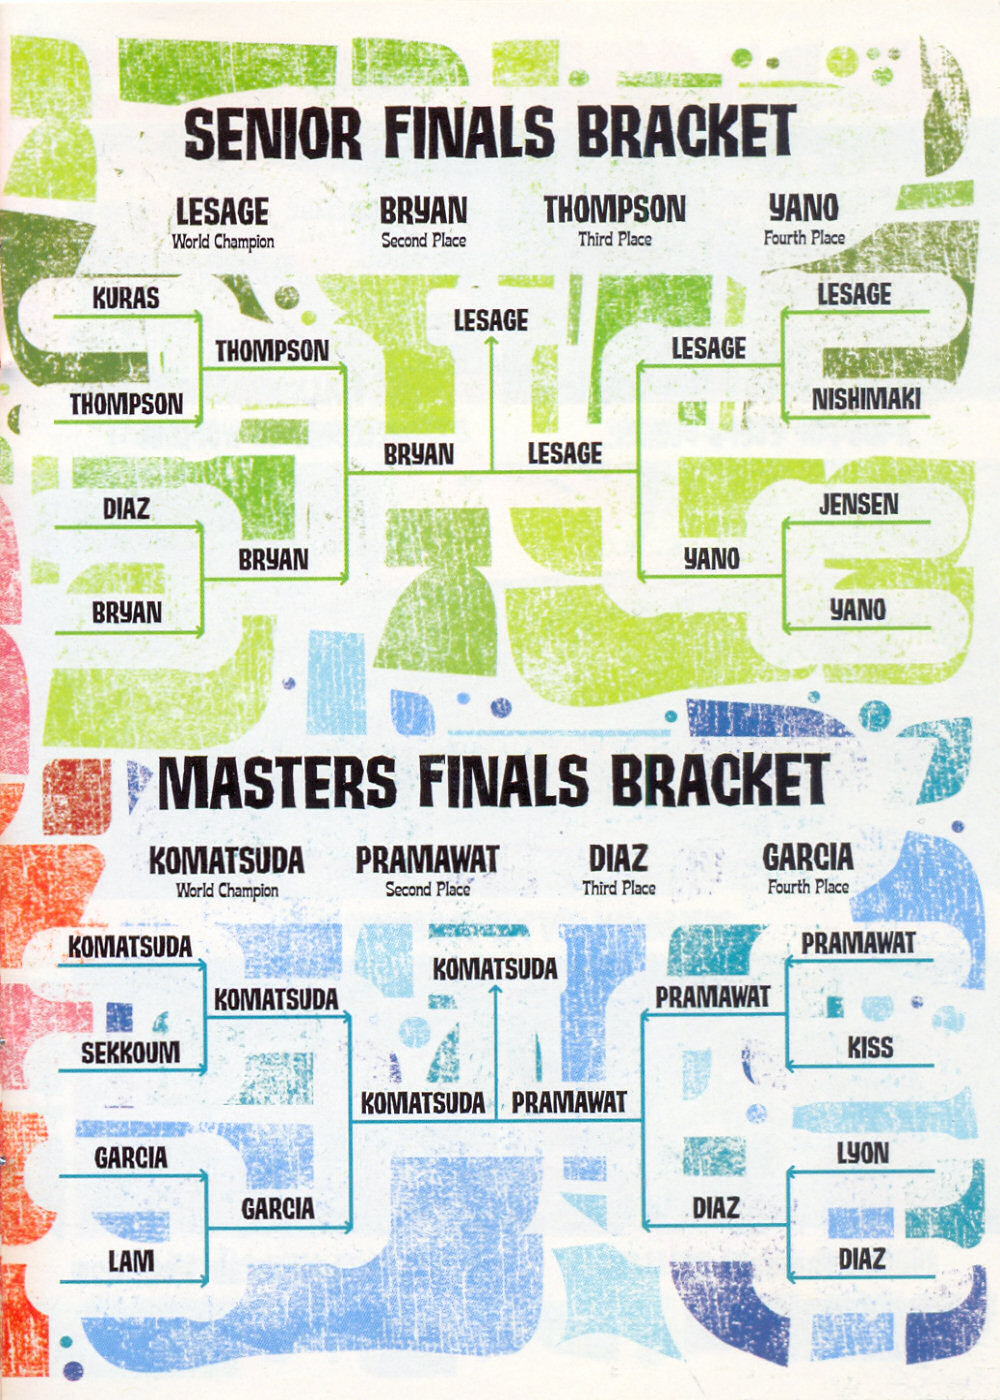 SENIOR FINALS BRACKET
LESAGE
World Champion
BRYAN
Second Place
THOMPSON
Third Place
YANO
Fourth Place
KURAS
THOMPSON
THOMPSON
DIAZ
BRYAN
BRYAN
BRYAN
LESAGE
LESAGE
LESAGE
LESAGE
NISHIMAKI
JENSEN
YANO
YANO
MASTERS FINALS BRACKET
KOMATSUDA
World Champion
PRAMAWAT
Second Place
DIAZ
Third Place
GARCIA
Fourth Place
KOMATSUDA
KOMATSUDA
SEKKOUM
GARCIA
GARCIA
LAM
KOMATSUDA
KOMATSUDA
PRAMAWAT
PRAMAWAT
PRAMAWAT
KISS
LYON
DIAZ
DIAZ